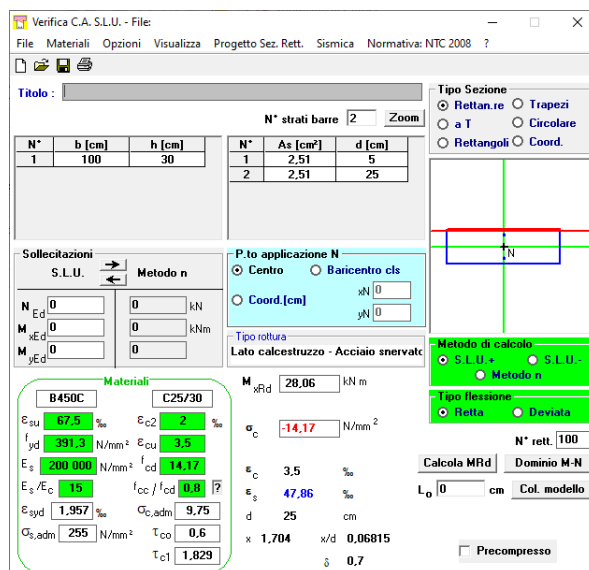 Verifica C.A. S.L.U. - File:
File Materiali Opzioni Visualizza Progetto Sez. Rett. Sismica Normativa: NTC 2008 ?
Titolo :
N° strati barre 2 Zoom
N° b [cm] h [cm]
1 100 30
N° As [cm²] d [cm]
1 2,51 5
2 2,51 25
Tipo Sezione
Rettan.re Trapezi
a T Circolare
Rettangoli Coord.
N
Sollecitazioni
S.L.U. Metodo n
N Ed 0 0 kN
M xEd 0 0 kNm
M yEd 0 0
P.to applicazione N
Centro Baricentro cls
Coord.[cm] xN 0
yN 0
Tipo rottura
Lato calcestruzzo - Acciaio snervato
Metodo di calcolo
S.L.U.+ S.L.U.-
Metodo n
Tipo flessione
Retta Deviata
N° rett. 100
Calcola MRd Dominio M-N
L₀ 0 cm Col. modello
Precompresso
Materiali
B450C C25/30
εsu 67,5 ‰ εc2 2 ‰
fyd 391,3 N/mm² εcu 3,5
Es 200 000 N/mm² fcd 14,17
Es /Ec 15 fcc / fcd 0,8 ?
εsyd 1,957 ‰ σc,adm 9,75
σs,adm 255 N/mm² τco 0,6
τc1 1,829
M xRd 28,06 kN m
σc -14,17 N/mm²
εc 3,5 ‰
εs 47,86 ‰
d 25 cm
x 1,704 x/d 0,06815
δ 0,7